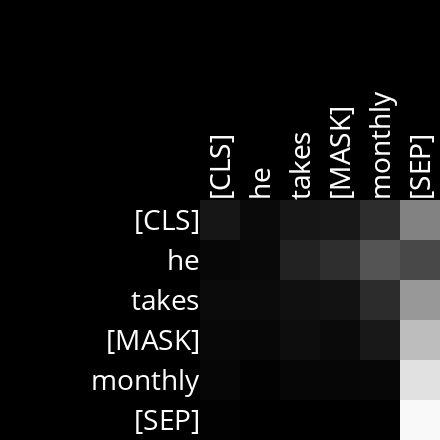 [CLS]
he
takes
[MASK]
monthly
[SEP]
[CLS]
he
takes
[MASK]
monthly
[SEP]